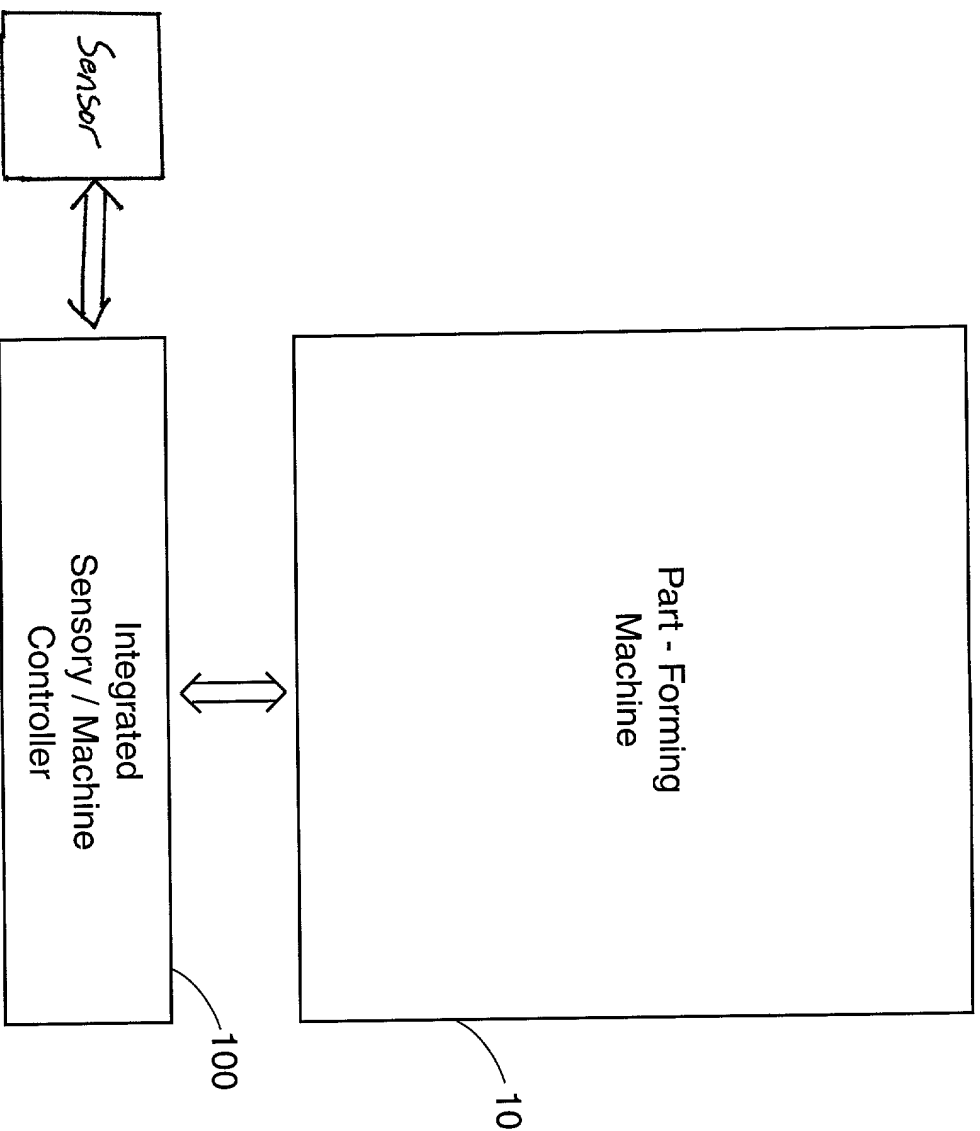 Part - Forming
Machine
10
Sensor
Integrated
Sensory / Machine
Controller
100